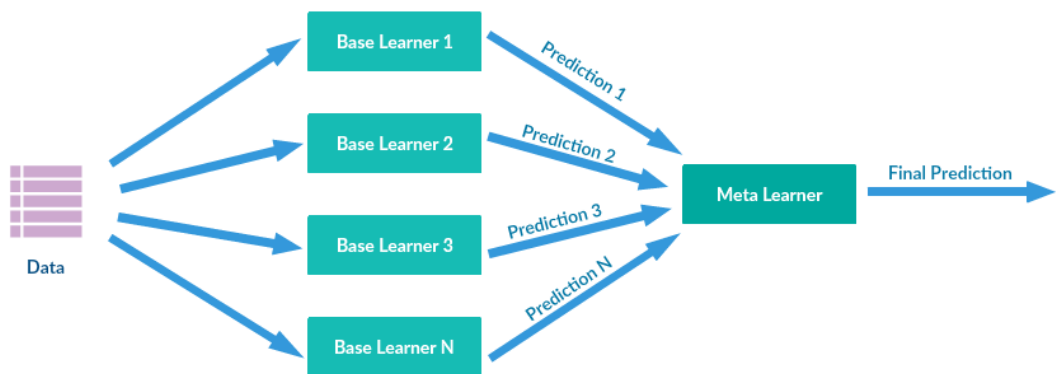 Base Learner 1
Prediction 1
Base Learner 2
Prediction 2
Data
Meta Learner
Final Prediction
Base Learner 3
Prediction 3
Base Learner N
Prediction N